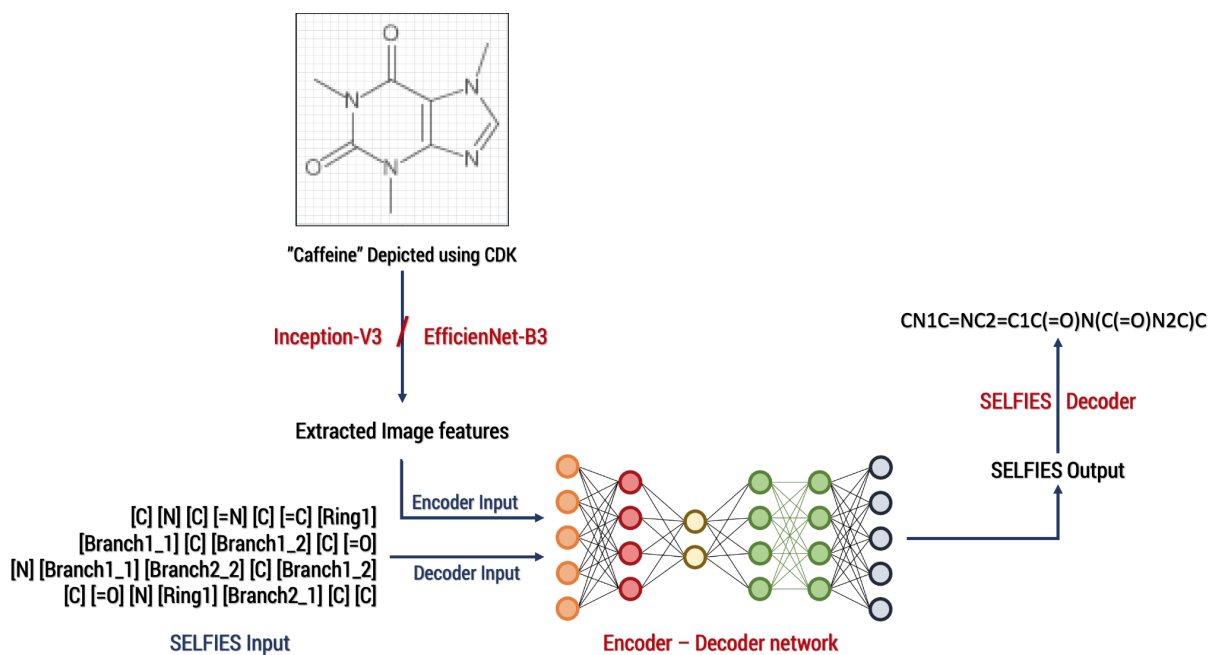 O
N
N
O
N
N
"Caffeine" Depicted using CDK
Inception-V3 / EfficienNet-B3
CN1C=NC2=C1C(=O)N(C(=O)N2C)C
SELFIES Decoder
Extracted Image features
SELFIES Output
Encoder Input
[C] [N] [C] [=N] [C] [=C] [Ring1]
[Branch1_1] [C] [Branch1_2] [C] [=O]
[N] [Branch1_1] [Branch2_2] [C] [Branch1_2]
[C] [=O] [N] [Ring1] [Branch2_1] [C] [C]
Decoder Input
SELFIES Input
Encoder – Decoder network